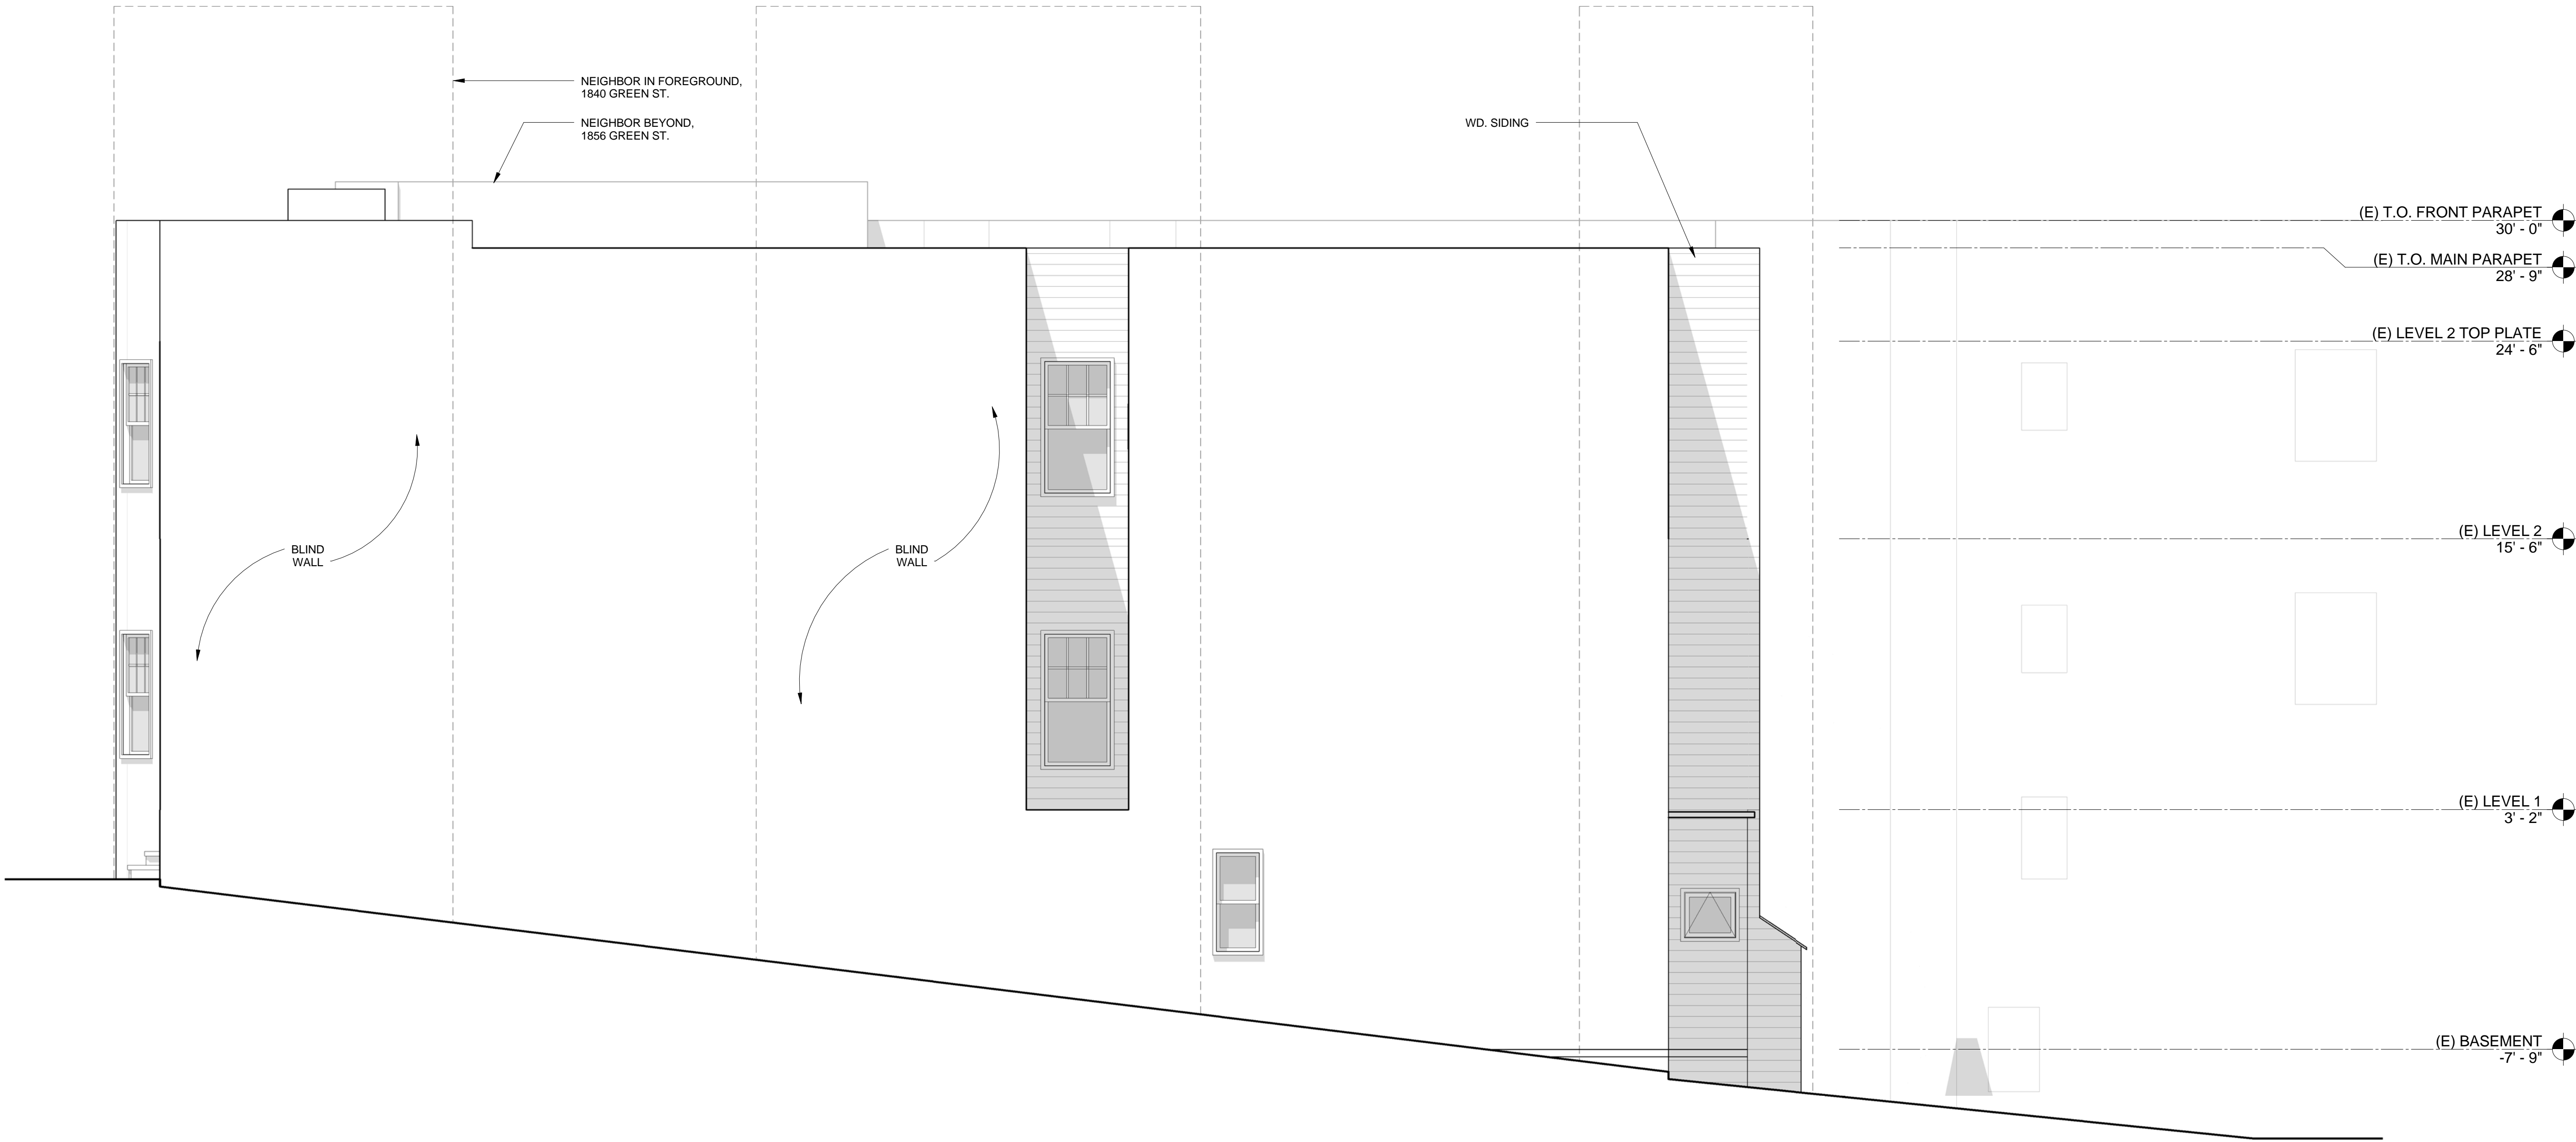 NEIGHBOR IN FOREGROUND,
1840 GREEN ST.
NEIGHBOR BEYOND,
1856 GREEN ST.
WD. SIDING
(E) T.O. FRONT PARAPET
30' - 0"
(E) T.O. MAIN PARAPET
28' - 9"
(E) LEVEL 2 TOP PLATE
24' - 6"
BLIND
WALL
BLIND
WALL
(E) LEVEL 2
15' - 6"
(E) LEVEL 1
3' - 2"
(E) BASEMENT
-7' - 9"